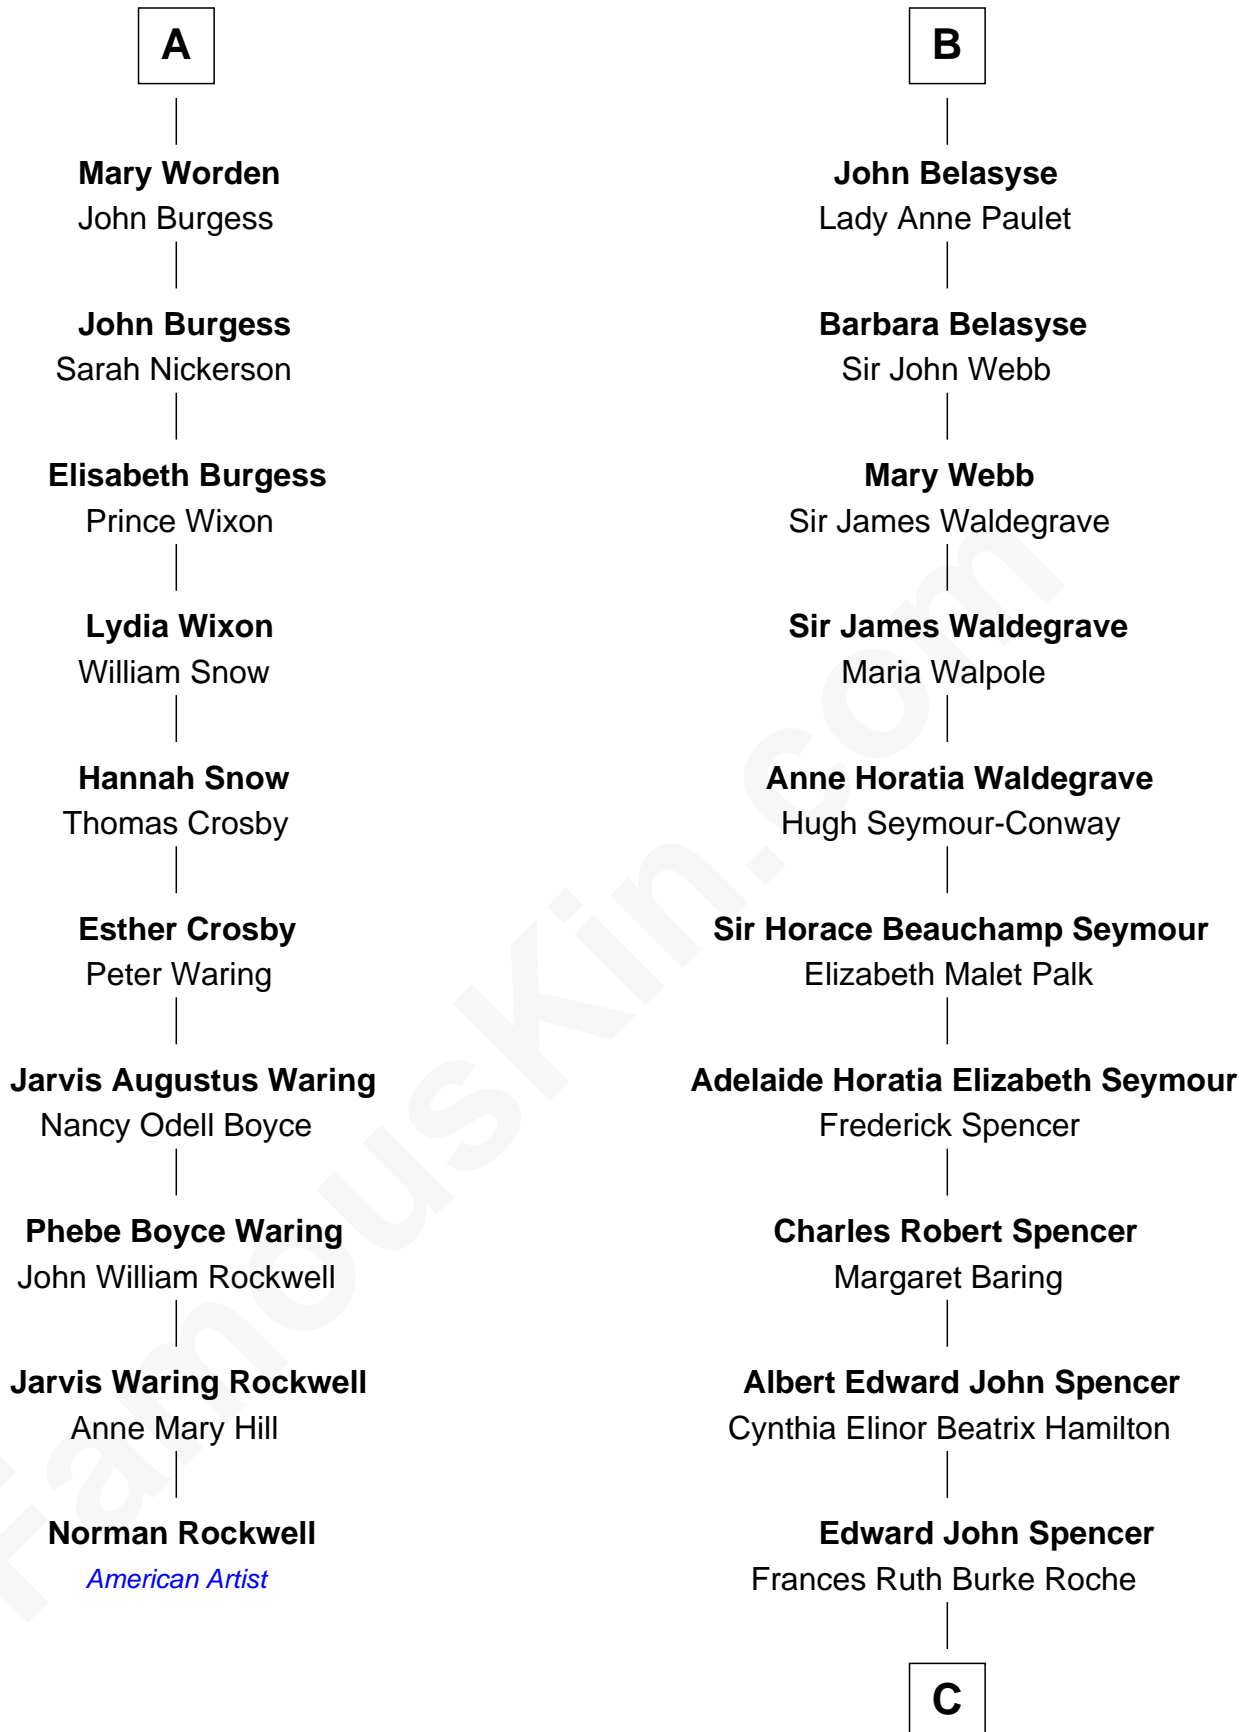 A
Mary Worden
John Burgess
John Burgess
Sarah Nickerson
Elisabeth Burgess
Prince Wixon
Lydia Wixon
William Snow
Hannah Snow
Thomas Crosby
Esther Crosby
Peter Waring
Jarvis Augustus Waring
Nancy Odell Boyce
Phebe Boyce Waring
John William Rockwell
Jarvis Waring Rockwell
Anne Mary Hill
Norman Rockwell
American Artist
B
John Belasyse
Lady Anne Paulet
Barbara Belasyse
Sir John Webb
Mary Webb
Sir James Waldegrave
Sir James Waldegrave
Maria Walpole
Anne Horatia Waldegrave
Hugh Seymour-Conway
Sir Horace Beauchamp Seymour
Elizabeth Malet Palk
Adelaide Horatia Elizabeth Seymour
Frederick Spencer
Charles Robert Spencer
Margaret Baring
Albert Edward John Spencer
Cynthia Elinor Beatrix Hamilton
Edward John Spencer
Frances Ruth Burke Roche
C
FamousKin.com